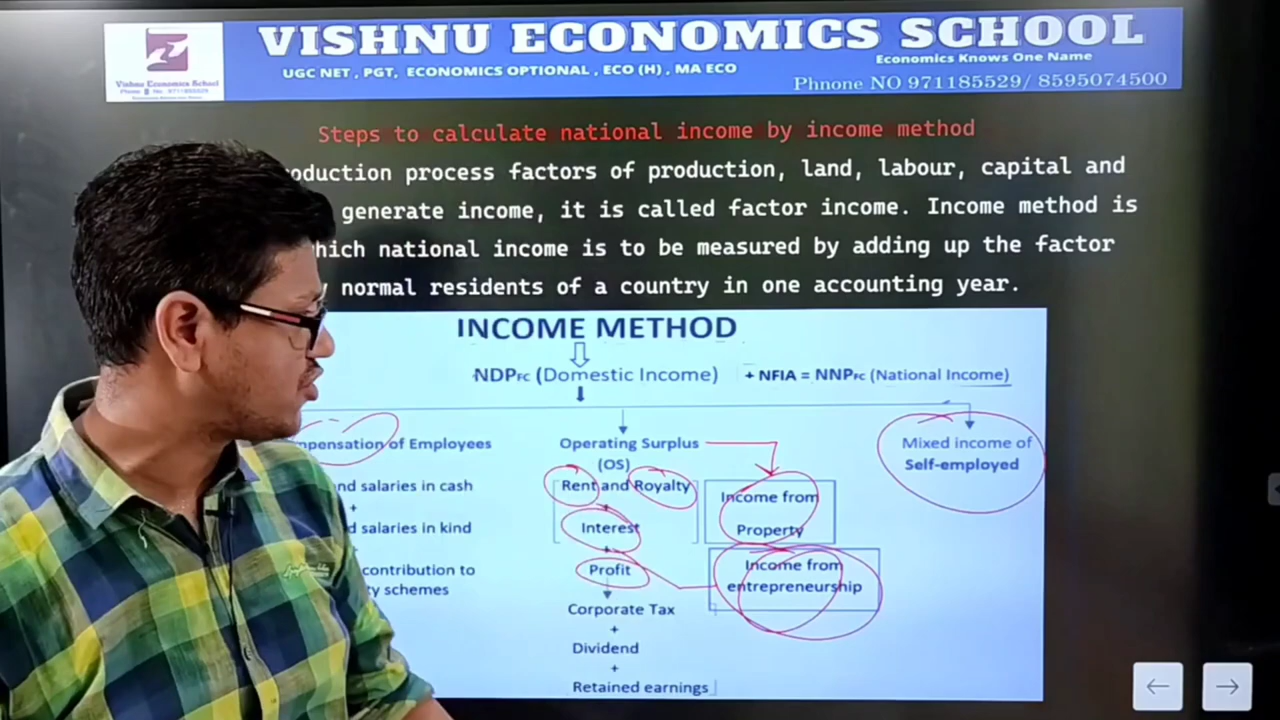 VISHNU ECONOMICS SCHOOL
Economics Knows One Name
UGC NET , PGT, ECONOMICS OPTIONAL , ECO (H) , MA ECO
Phnone NO 971185529/ 8595074500
Vishnu Economics School
Steps to calculate national income by income method
process factors of production, land, labour, capital and
generate income, it is called factor income. Income method is
national income is to be measured by adding up the factor
normal residents of a country in one accounting year.
INCOME METHOD
NDPFC (Domestic Income) + NFIA = NNPFC (National Income)
of Employees Operating Surplus Mixed income of
(OS) Self-employed
salaries in cash Rent and Royalty Income from
+ +
salaries in kind Interest Property
+
contribution to Profit Income from
schemes entrepreneurship
Corporate Tax
+
Dividend
+
Retained earnings